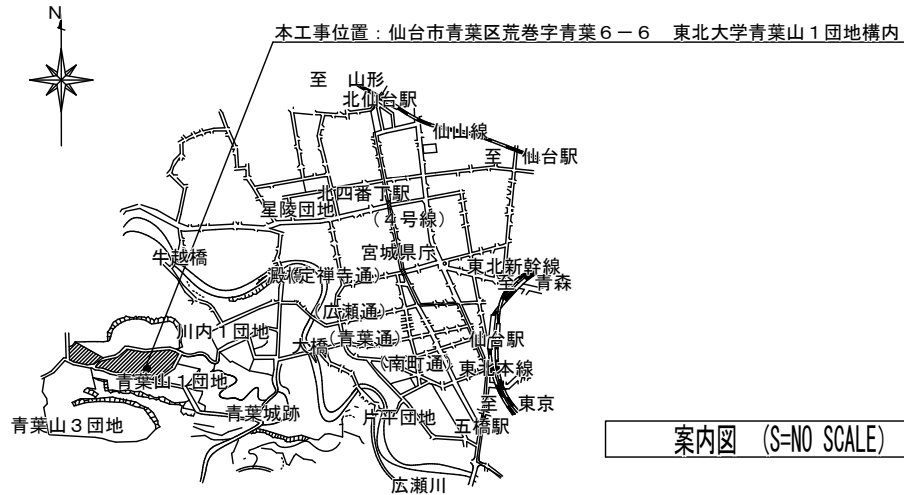 N
本工事位置：仙台市青葉区荒巻字青葉６－６　東北大学青葉山１団地構内
至　山形
北仙台駅
仙山線
至　仙台駅
北四番丁駅
星陵団地
(４号線)
宮城県庁
牛越橋
東北新幹線
澱橋
(定禅寺通)
至　青森
(広瀬通)
川内１団地
(青葉通)
仙台駅
大橋
(南町通)
東北本線
青葉山１団地
至　東京
青葉城跡
片平団地
青葉山３団地
五橋駅
案内図　(S=NO SCALE)
広瀬川